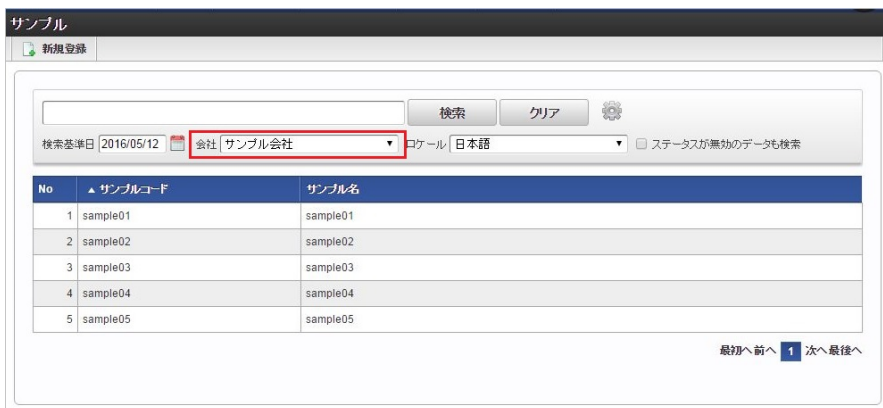 サンプル
新規登録
検索 クリア
検索基準日 2016/05/12 会社 サンプル会社 ▼ ロケール 日本語 ▼ ステータスが無効のデータも検索
No ▲ サンプルコード サンプル名
1 sample01 sample01
2 sample02 sample02
3 sample03 sample03
4 sample04 sample04
5 sample05 sample05
最初へ 前へ 1 次へ 最後へ